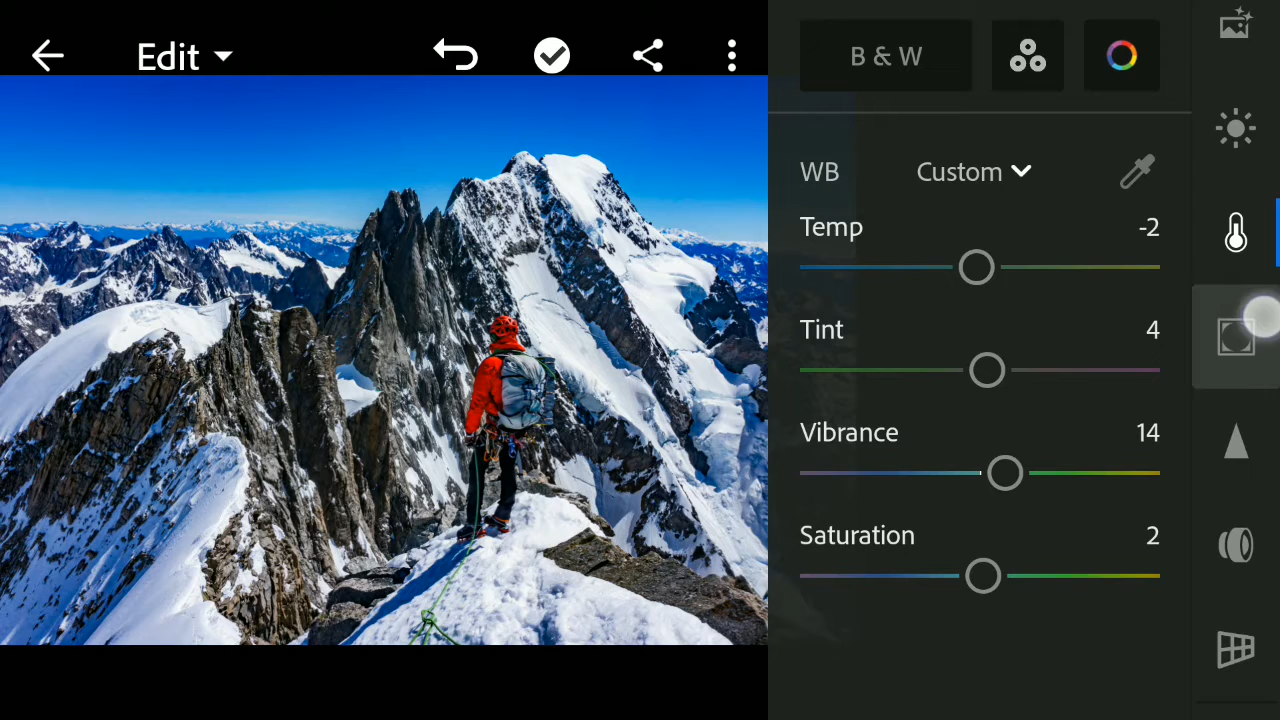 Edit
B & W
WB Custom
Temp -2
Tint 4
Vibrance 14
Saturation 2